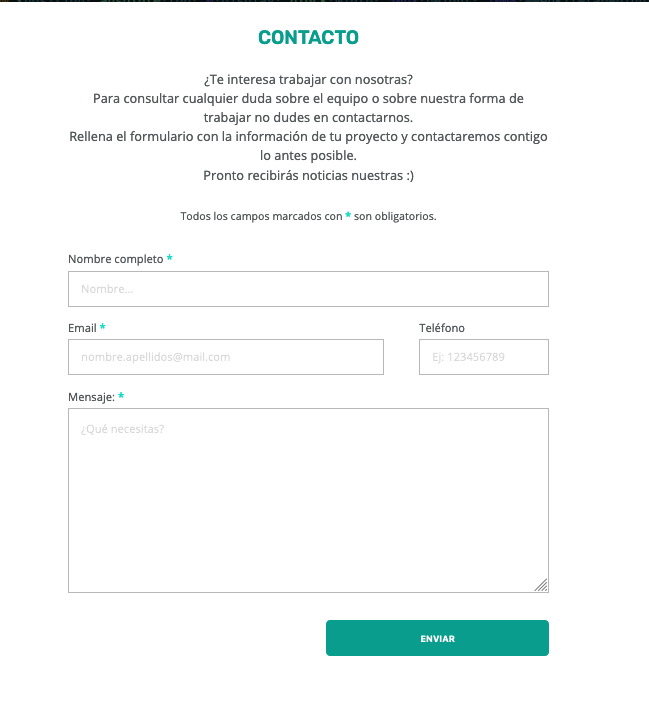 CONTACTO
¿Te interesa trabajar con nosotras?
Para consultar cualquier duda sobre el equipo o sobre nuestra forma de
trabajar no dudes en contactarnos.
Rellena el formulario con la información de tu proyecto y contactaremos contigo
lo antes posible.
Pronto recibirás noticias nuestras :)
Todos los campos marcados con * son obligatorios.
Nombre completo *
Nombre...
Email *
Teléfono
nombre.apellidos@mail.com
Ej: 123456789
Mensaje: *
¿Qué necesitas?
ENVIAR